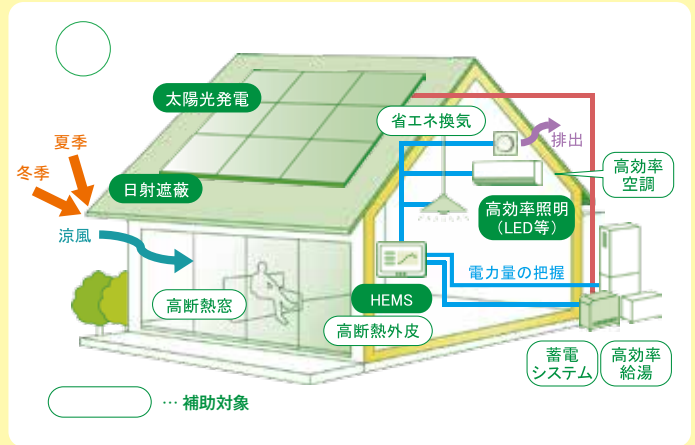 太陽光発電
省エネ換気
排出
夏季
冬季
日射遮蔽
高効率
空調
高効率照明
（LED等）
涼風
電力量の把握
高断熱窓
HEMS
高断熱外皮
蓄電
システム
高効率
給湯
… 補助対象